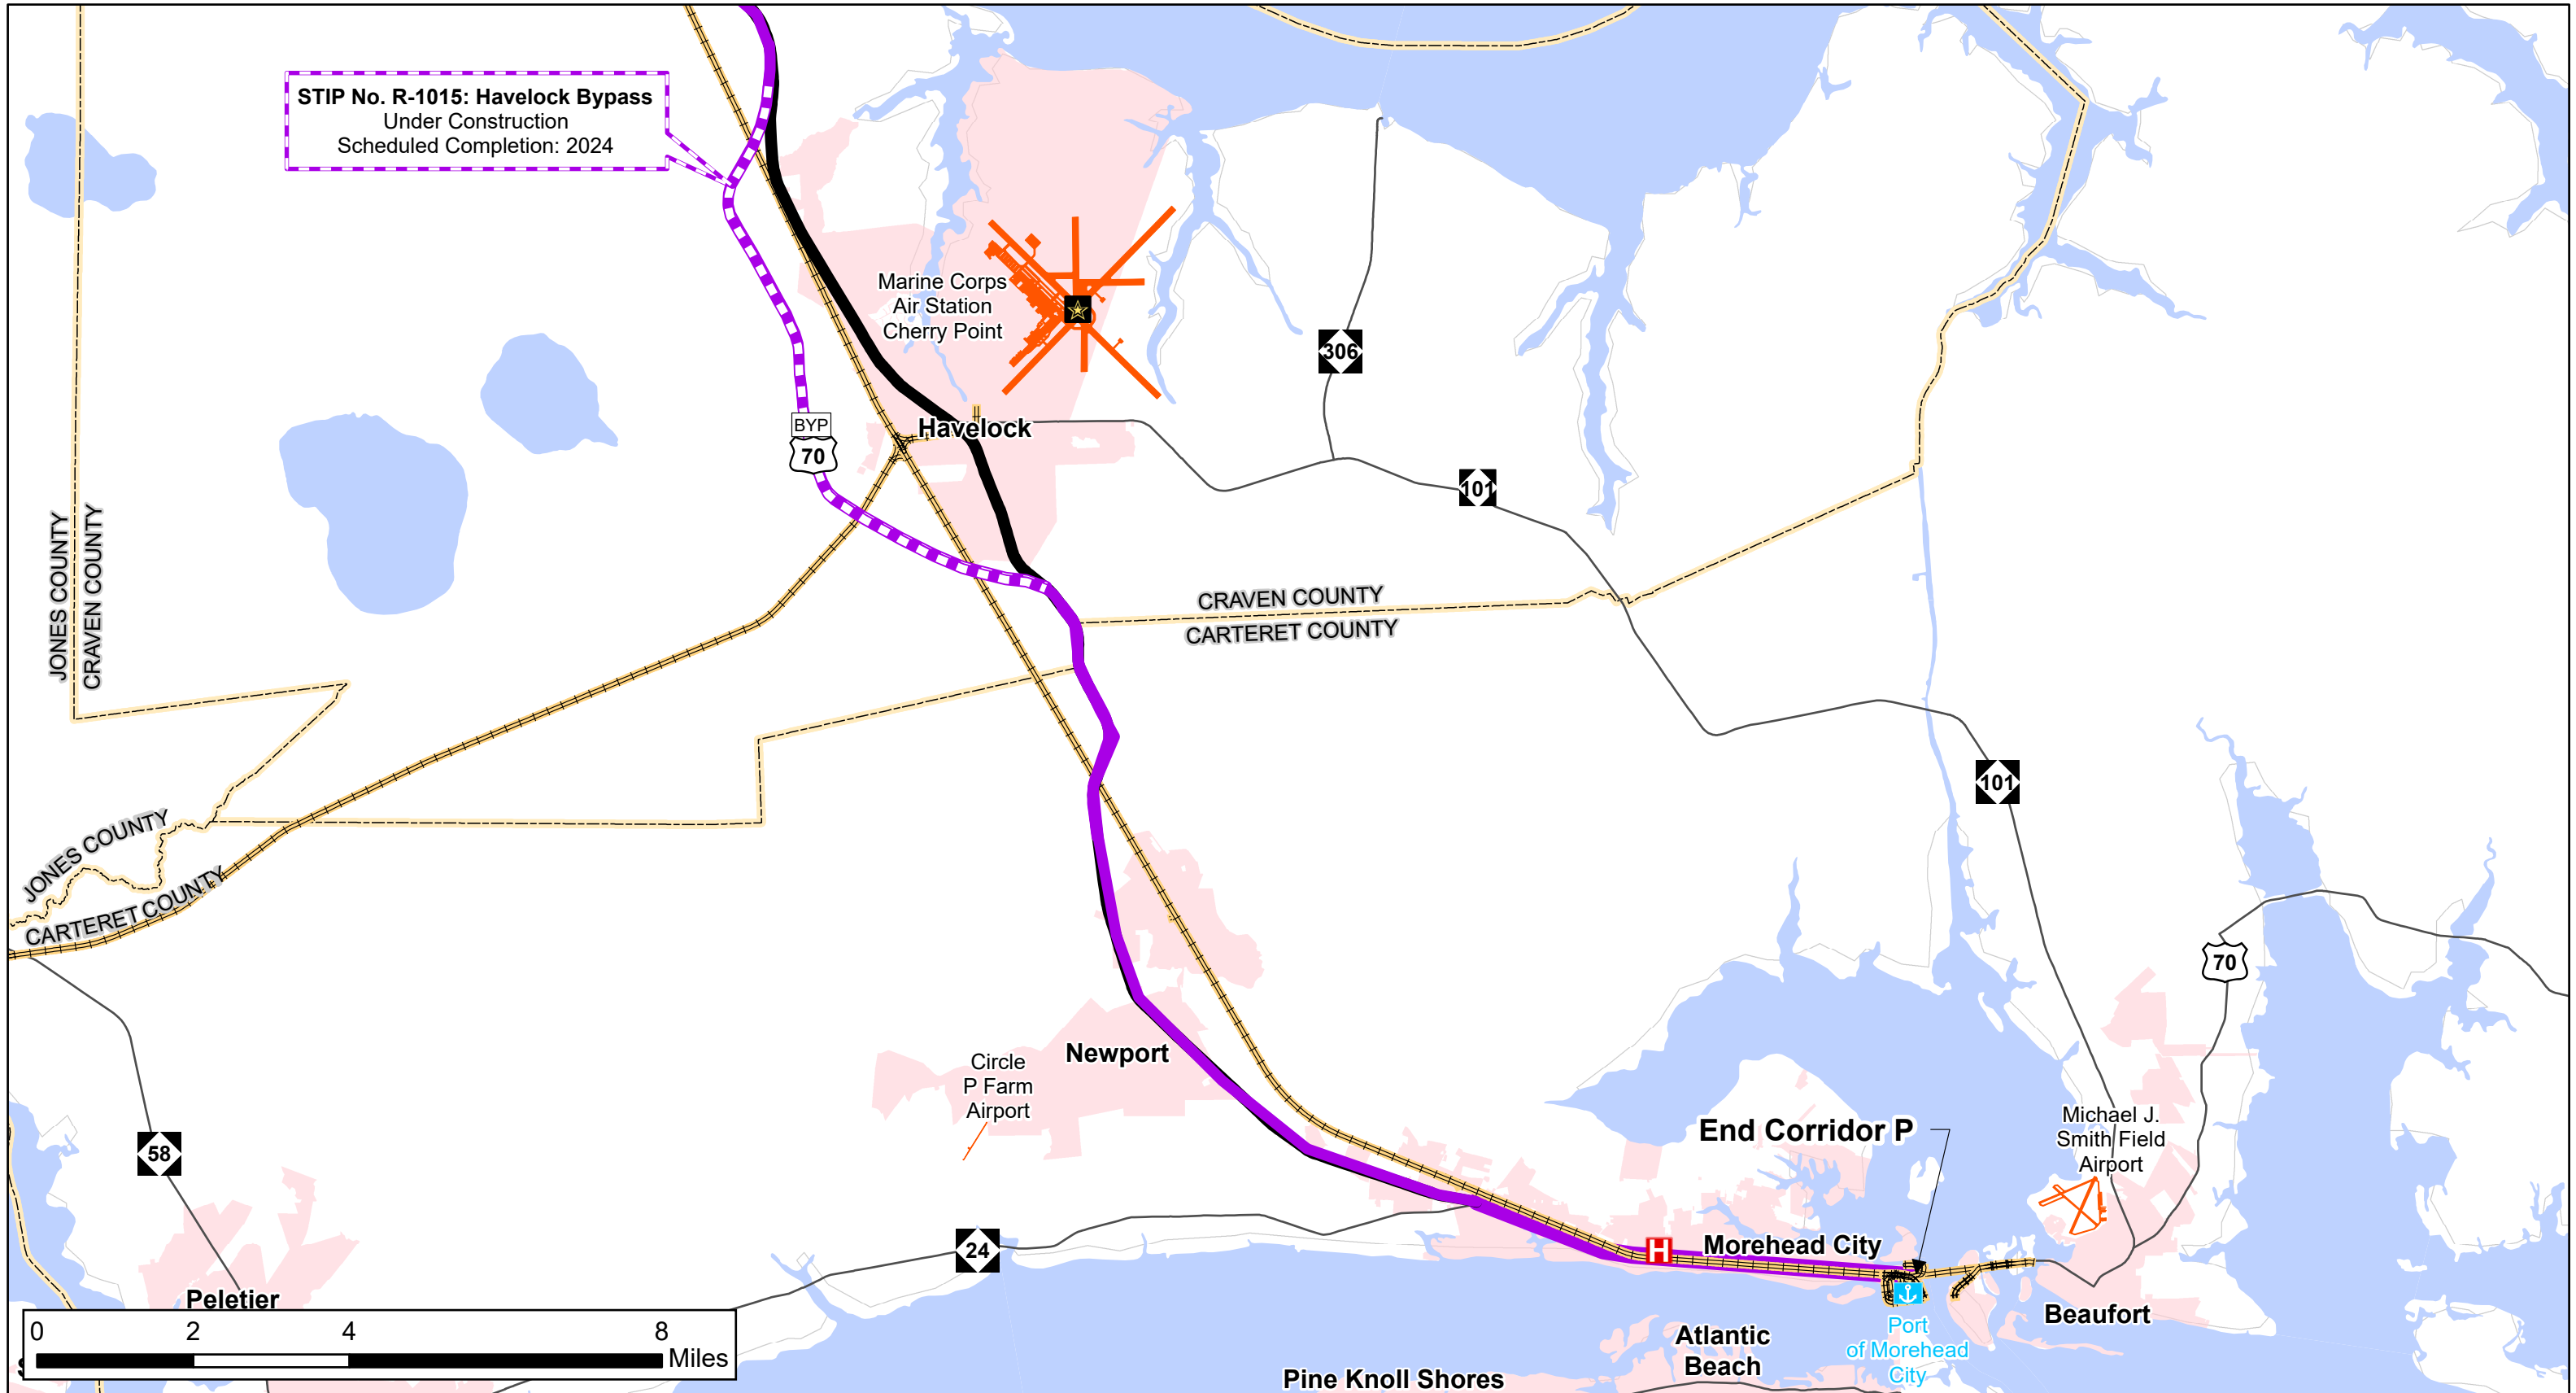 STIP No. R-1015: Havelock Bypass
Under Construction
Scheduled Completion: 2024
Marine Corps
Air Station
Cherry Point
306
BYP
70
Havelock
101
JONES COUNTY
CRAVEN COUNTY
CRAVEN COUNTY
CARTERET COUNTY
101
JONES COUNTY
CARTERET COUNTY
70
Newport
Circle
P Farm
Airport
End Corridor P
Michael J.
Smith Field
Airport
58
24
H
Morehead City
Peletier
Beaufort
Port
of Morehead
City
Atlantic
Beach
Pine Knoll Shores
0 2 4 8
Miles